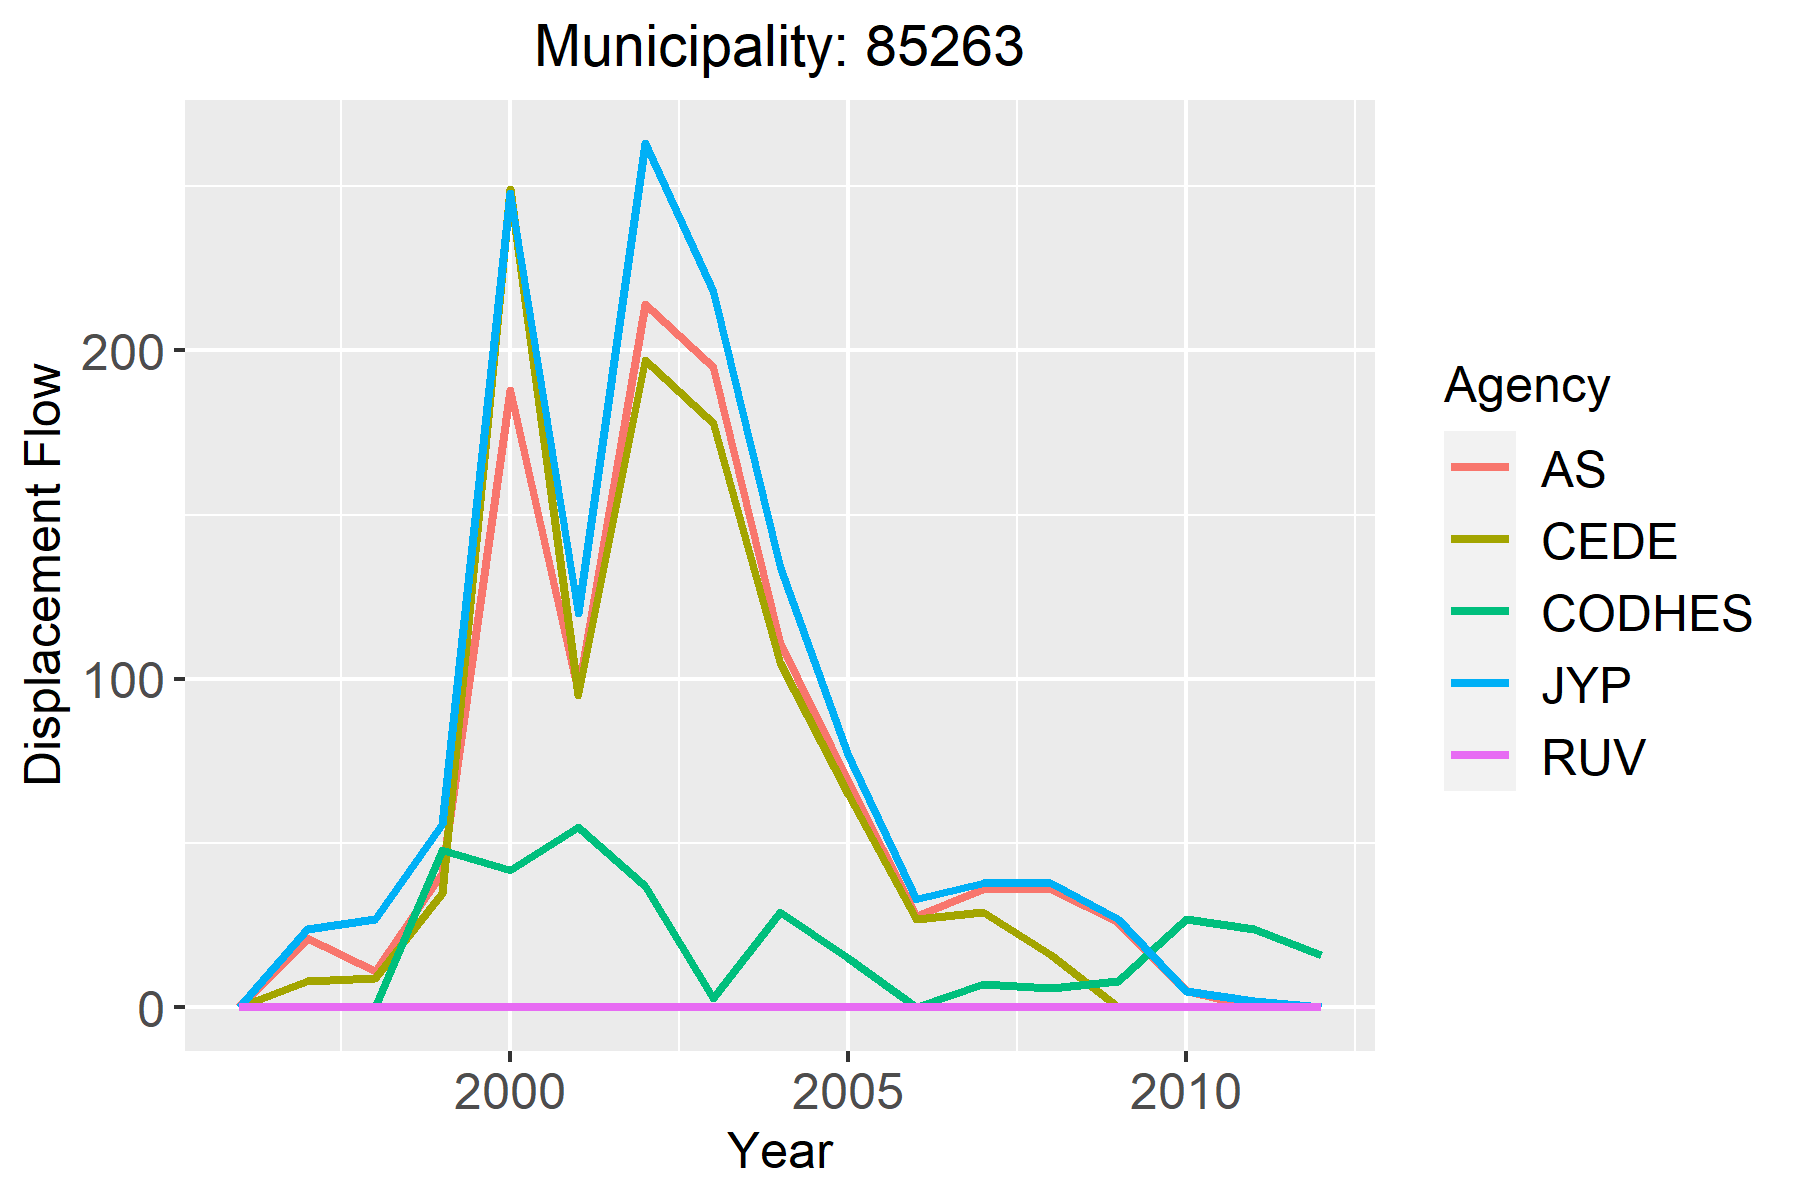 Municipality: 85263
Displacement Flow
200
100
0
2000 2005 2010
Year
Agency
AS
CEDE
CODHES
JYP
RUV